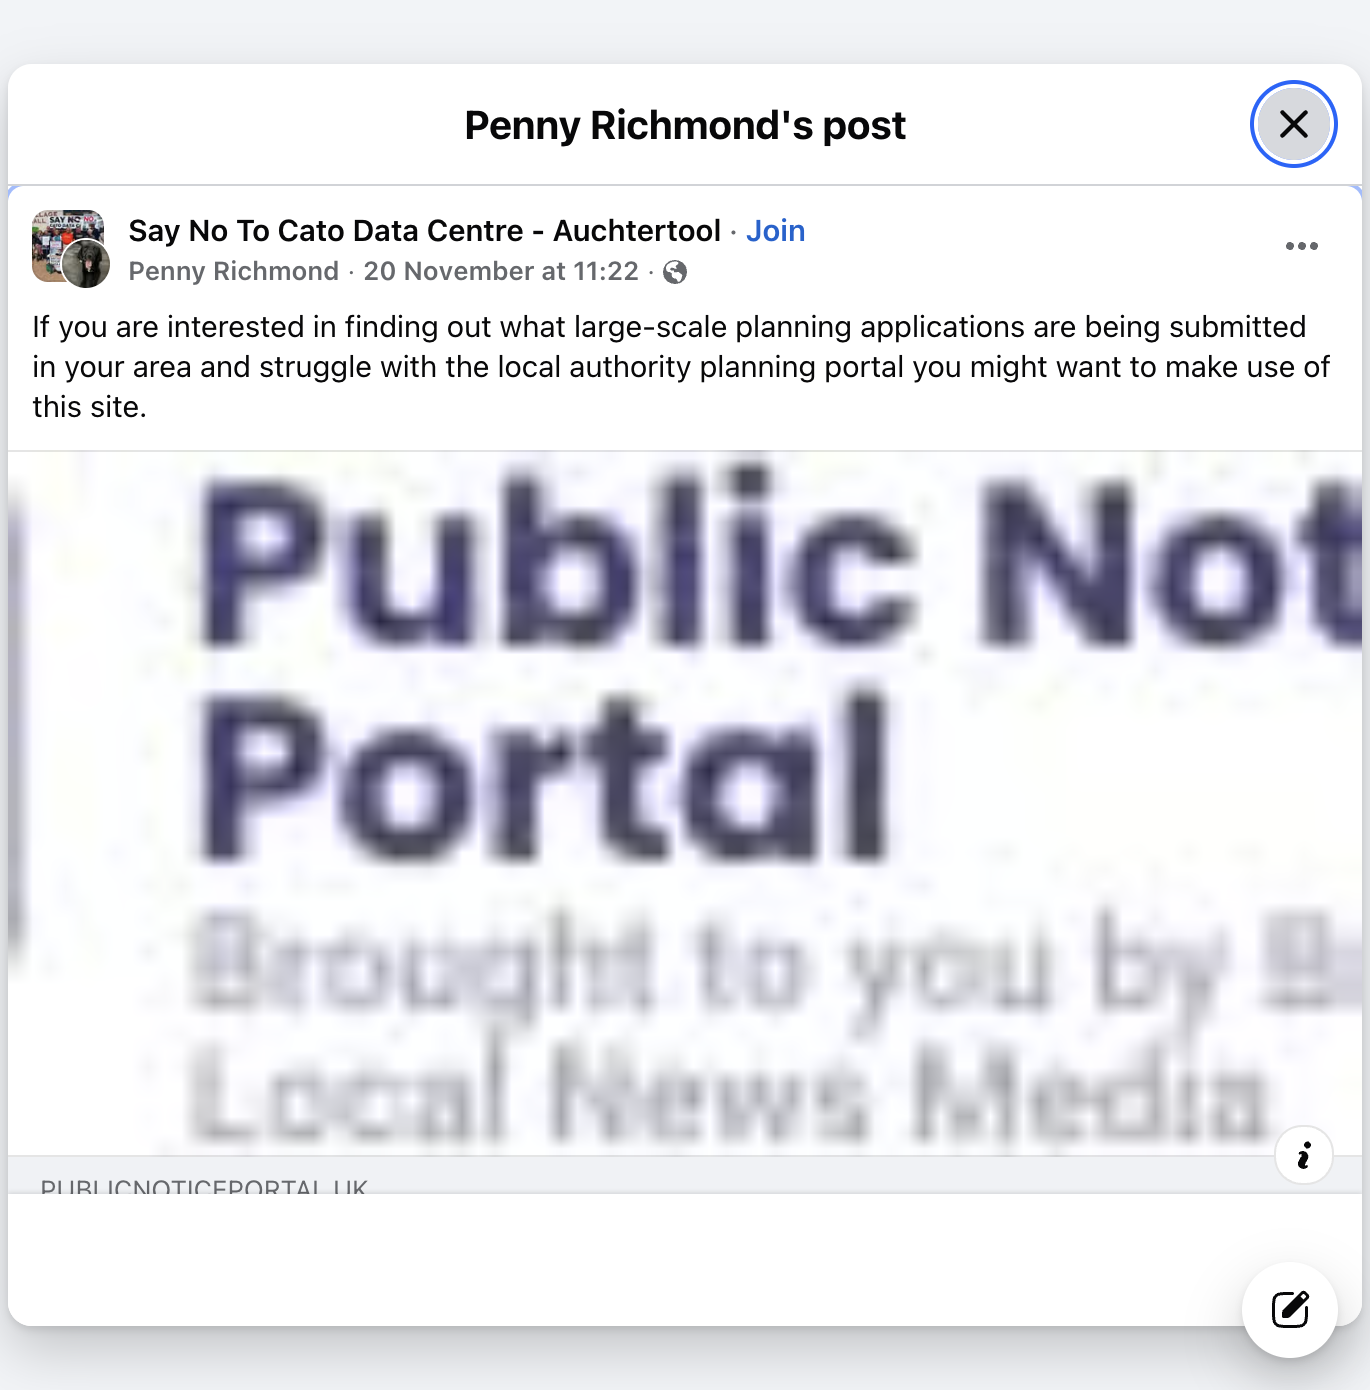 Penny Richmond's post
Say No To Cato Data Centre - Auchtertool · Join
Penny Richmond · 20 November at 11:22 ·
If you are interested in finding out what large-scale planning applications are being submitted
in your area and struggle with the local authority planning portal you might want to make use of
this site.
Public Not
Portal
Brought to you by
Local News Media
PUBLICNOTICEPORTAL.UK